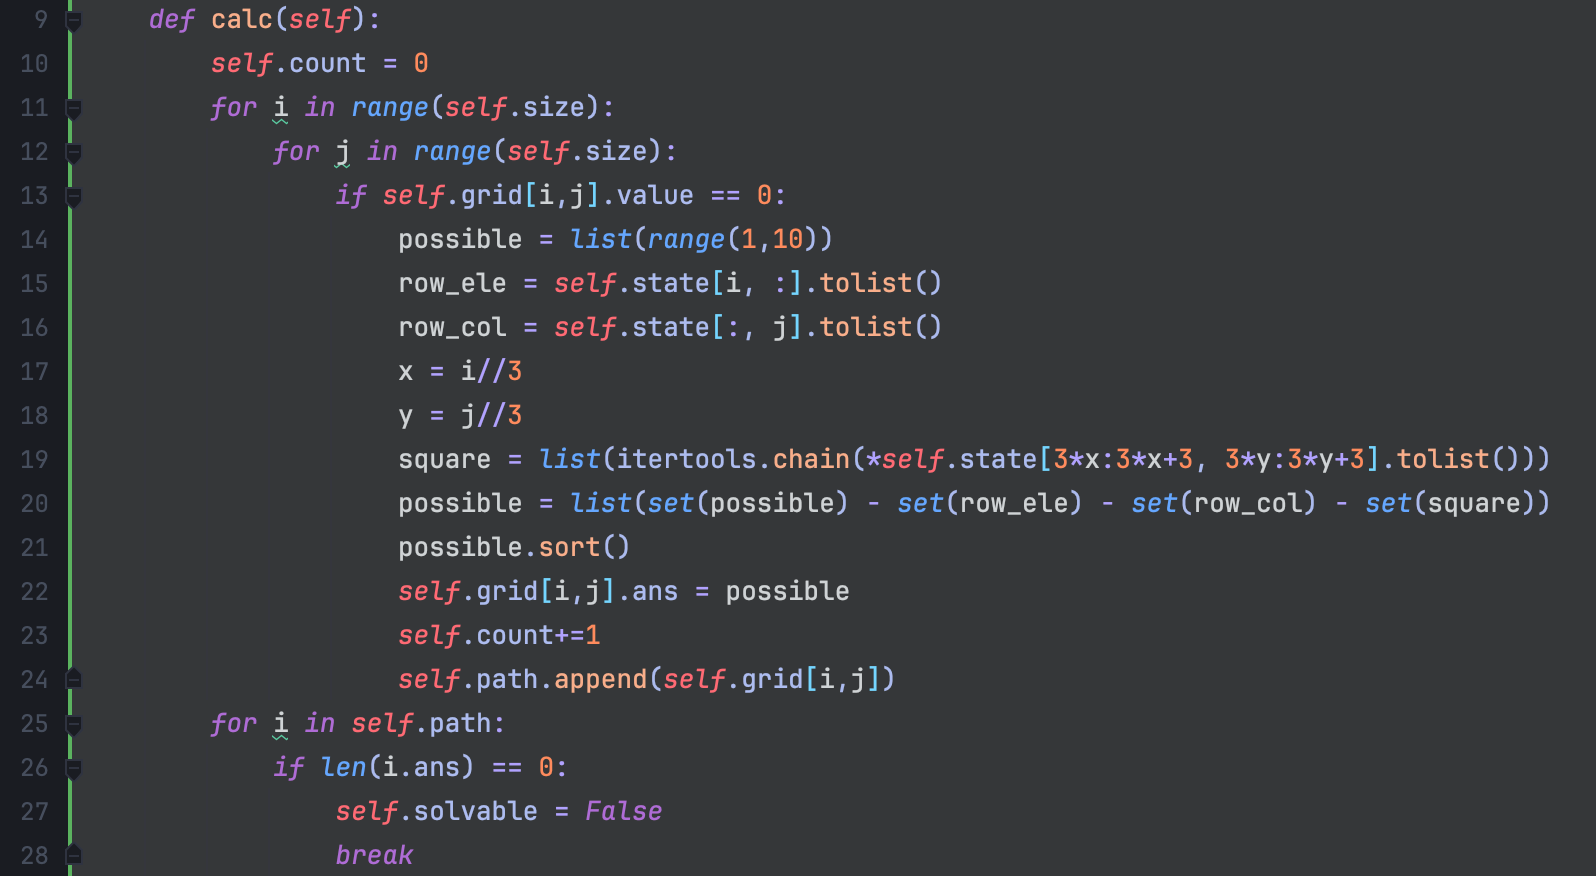 9 def calc(self):
10 self.count = 0
11 for i in range(self.size):
12 for j in range(self.size):
13 if self.grid[i,j].value == 0:
14 possible = list(range(1,10))
15 row_ele = self.state[i, :].tolist()
16 row_col = self.state[:, j].tolist()
17 x = i//3
18 y = j//3
19 square = list(itertools.chain(*self.state[3*x:3*x+3, 3*y:3*y+3].tolist()))
20 possible = list(set(possible) - set(row_ele) - set(row_col) - set(square))
21 possible.sort()
22 self.grid[i,j].ans = possible
23 self.count+=1
24 self.path.append(self.grid[i,j])
25 for i in self.path:
26 if len(i.ans) == 0:
27 self.solvable = False
28 break